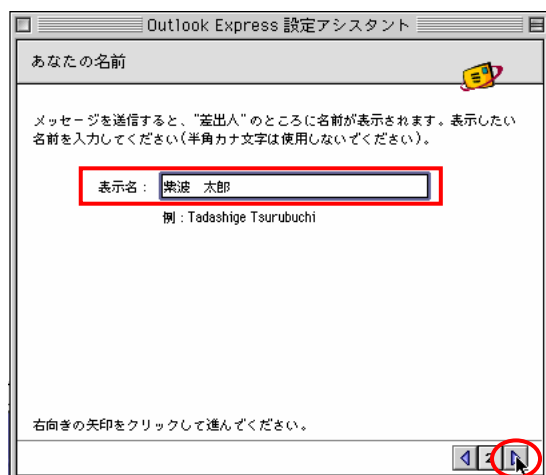 Outlook Express 設定アシスタント
あなたの名前
メッセージを送信すると、"差出人"のところに名前が表示されます。表示したい
名前を入力してください(半角カナ文字は使用しないでください)。
表示名： 紫波　太郎
例：Tadashige Tsurubuchi
右向きの矢印をクリックして進んでください。
2